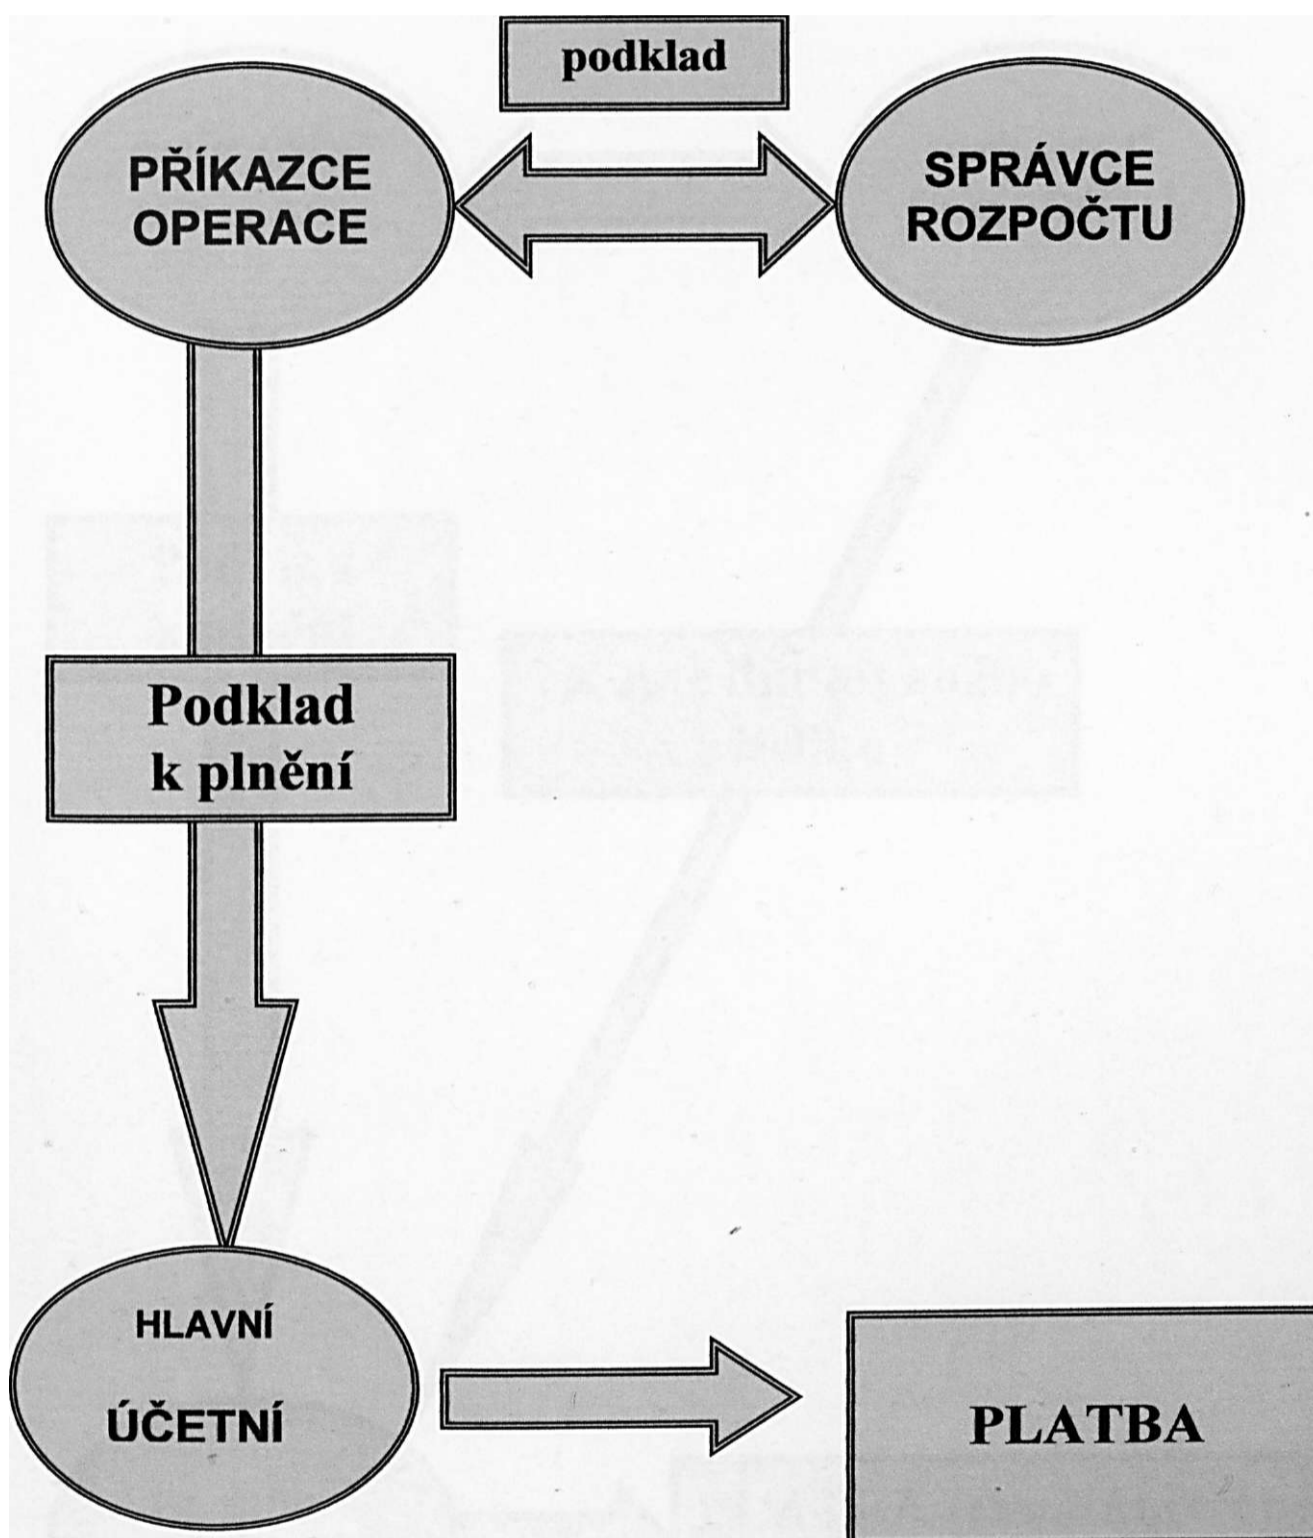 podklad
PŘÍKAZCE
OPERACE
SPRÁVCE
ROZPOČTU
Podklad
k plnění
HLAVNÍ
ÚČETNÍ
PLATBA